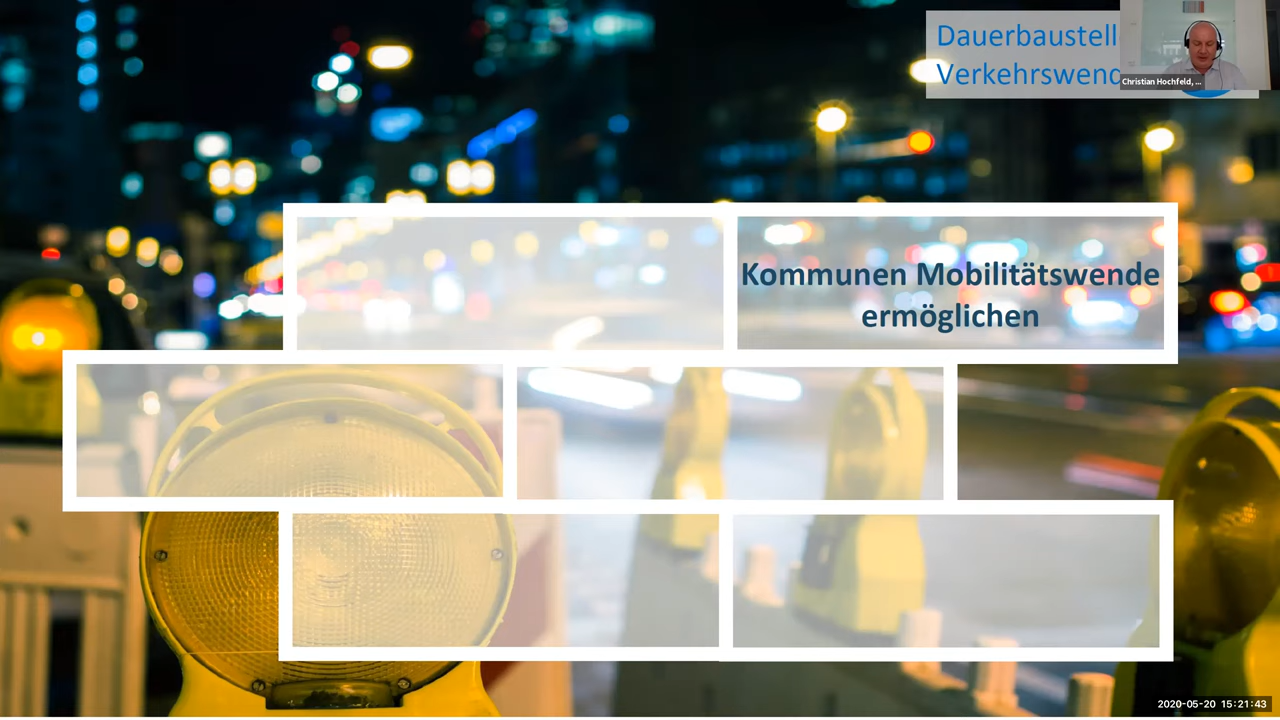 Dauerbaustell
Verkehrswend
Christian Hochfeld, ...
Kommunen Mobilitätswende
ermöglichen
2020-05-20 15:21:43